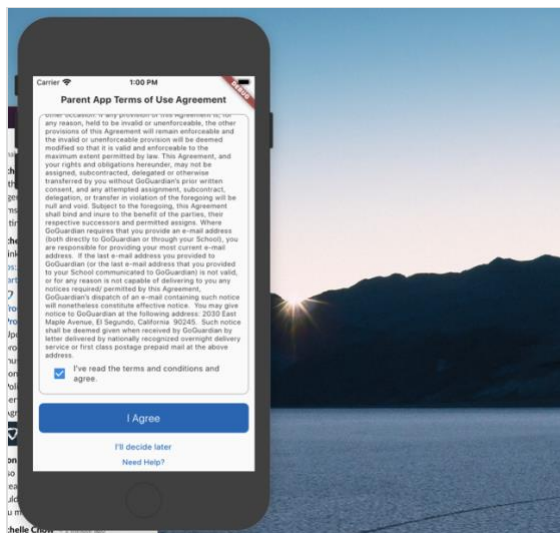 Carrier 1:00 PM
DEBUG
Parent App Terms of Use Agreement
other occasion. If any provision of this Agreement is, for
any reason, held to be invalid or unenforceable, the other
provisions of this Agreement will remain enforceable and
the invalid or unenforceable provision will be deemed
modified so that it is valid and enforceable to the
maximum extent permitted by law. This Agreement, and
your rights and obligations hereunder, may not be
assigned, subcontracted, delegated or otherwise
transferred by you without GoGuardian's prior written
consent, and any attempted assignment, subcontract,
delegation, or transfer in violation of the foregoing will be
null and void. Subject to the foregoing, this Agreement
shall bind and inure to the benefit of the parties, their
respective successors and permitted assigns. Where
GoGuardian requires that you provide an e-mail address
(both directly to GoGuardian or through your School), you
are responsible for providing your most current e-mail
address. If the last e-mail address you provided to
GoGuardian (or the last e-mail address that you provided
to your School communicated to GoGuardian) is not valid,
or for any reason is not capable of delivering to you any
notices required/ permitted by this Agreement,
GoGuardian's dispatch of an e-mail containing such notice
will nonetheless constitute effective notice. You may give
notice to GoGuardian at the following address: 2030 East
Maple Avenue, El Segundo, California 90245. Such notice
shall be deemed given when received by GoGuardian by
letter delivered by nationally recognized overnight delivery
service or first class postage prepaid mail at the above
address.
I've read the terms and conditions and
agree.
I Agree
I'll decide later
Need Help?